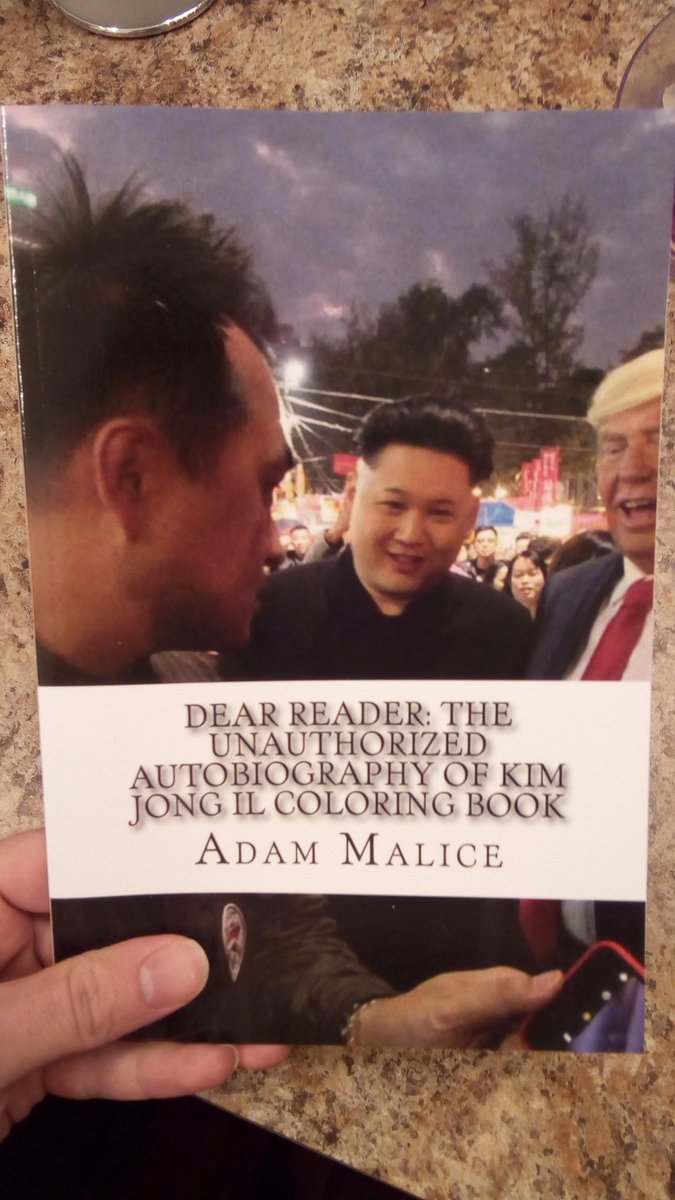 DEAR READER: THE
UNAUTHORIZED
AUTOBIOGRAPHY OF KIM
JONG IL COLORING BOOK
ADAM MALICE